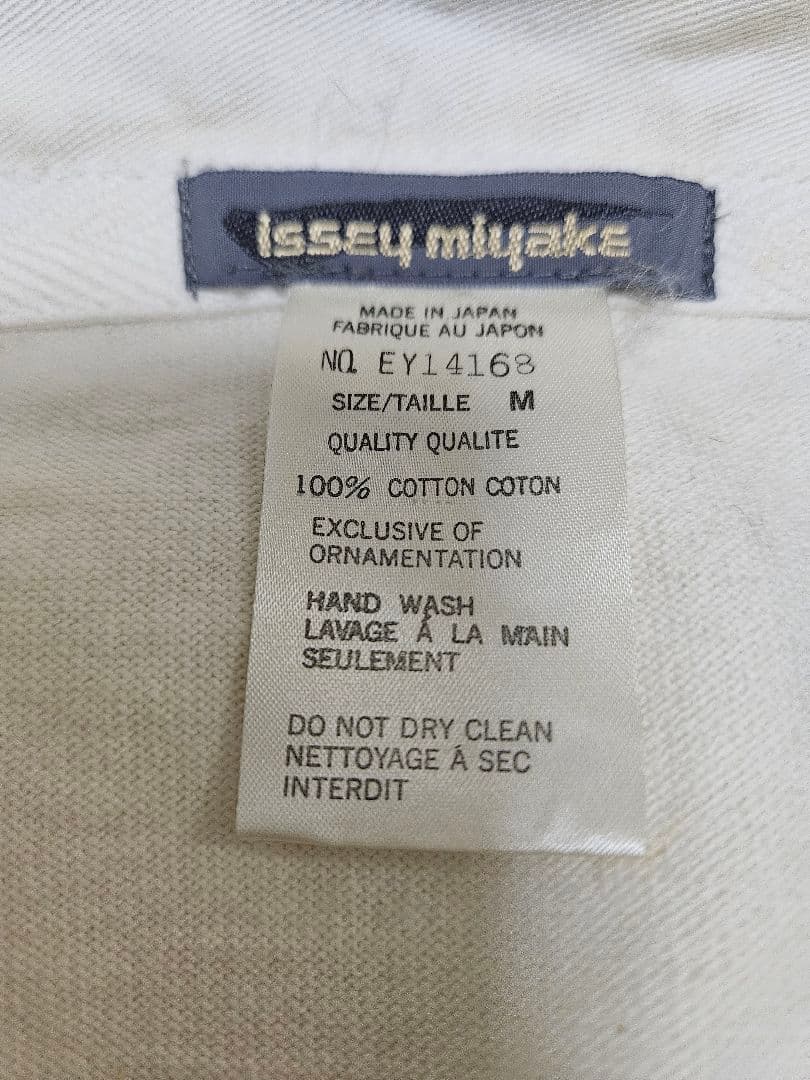 issey miyake
MADE IN JAPAN
FABRIQUE AU JAPON
NO. EY14168
SIZE/TAILLE M
QUALITY QUALITE
100% COTTON COTON
EXCLUSIVE OF
ORNAMENTATION
HAND WASH
LAVAGE Á LA MAIN
SEULEMENT
DO NOT DRY CLEAN
NETTOYAGE Á SEC
INTERDIT